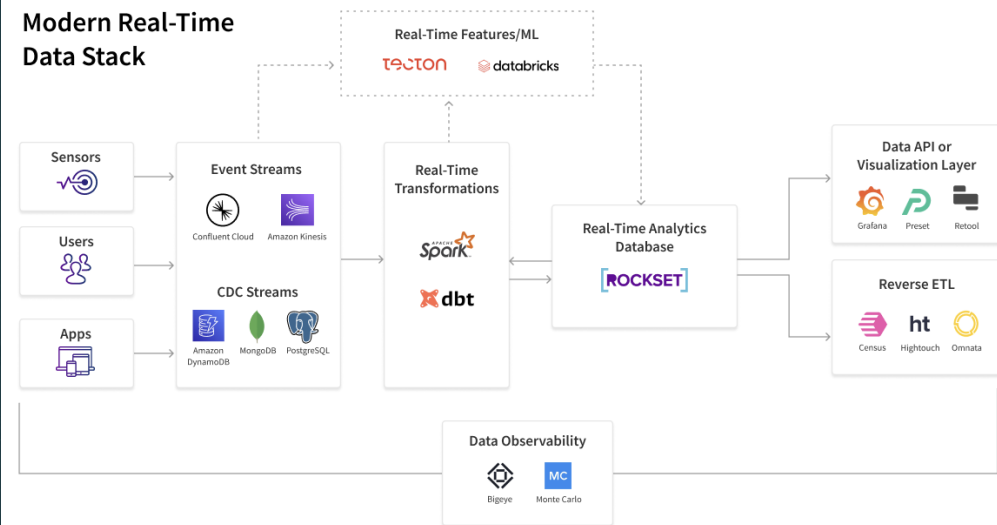 Modern Real-Time
Data Stack
Real-Time Features/ML
TECTON
databricks
Sensors
Users
Apps
Event Streams
Confluent Cloud
Amazon Kinesis
CDC Streams
Amazon
DynamoDB
MongoDB
PostgreSQL
Real-Time
Transformations
APACHE
Spark
dbt
Real-Time Analytics
Database
[ROCKSET]
Data API or
Visualization Layer
Grafana
Preset
Retool
Reverse ETL
Census
ht
Hightouch
Omnata
Data Observability
Bigeye
MC
Monte Carlo